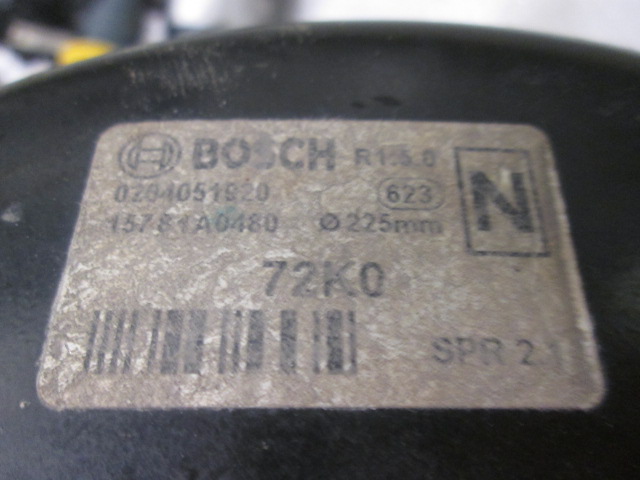 BOSCH R15.0
0204051920 623 N
15781A0480 Ø225mm
72K0
SPR 2.1